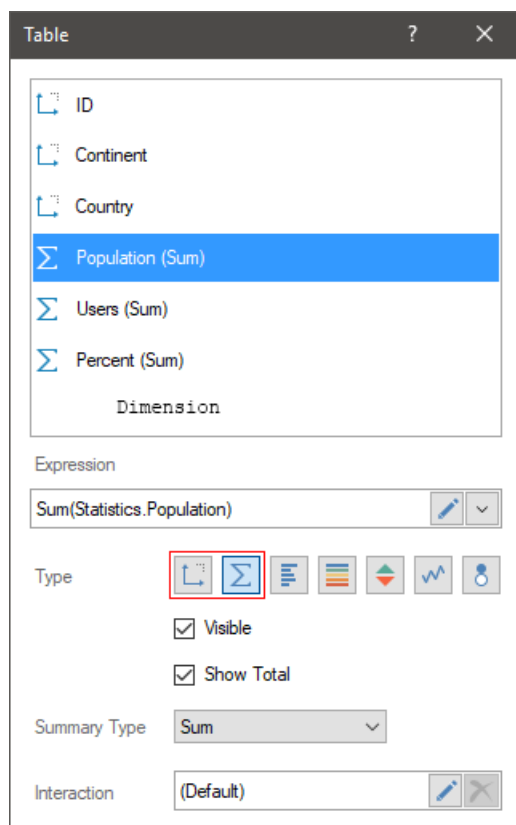 Table ?
ID
Continent
Country
Population (Sum)
Users (Sum)
Percent (Sum)
Dimension
Expression
Sum(Statistics.Population)
Type
Visible
Show Total
Summary Type Sum
Interaction (Default)